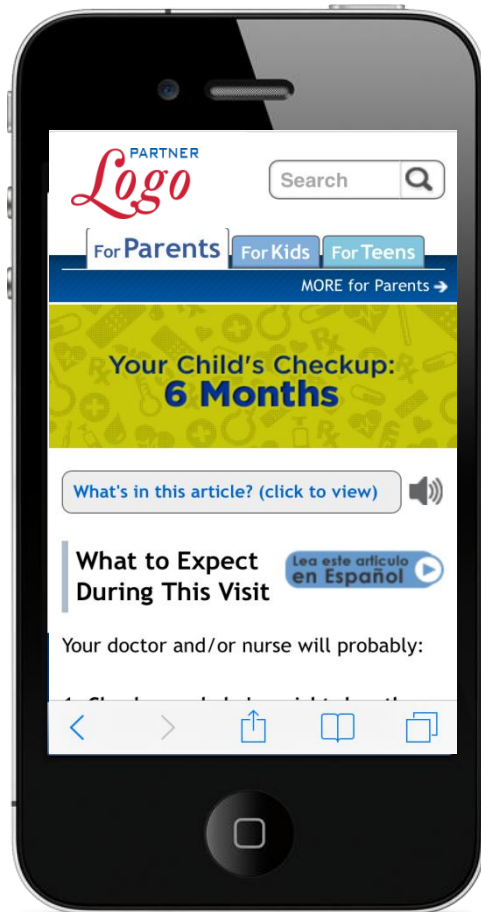 PARTNER
Logo
Search
For Parents
For Kids
For Teens
MORE for Parents
Your Child's Checkup:
6 Months
What's in this article? (click to view)
What to Expect
During This Visit
Lea este articulo
en Español
Your doctor and/or nurse will probably: